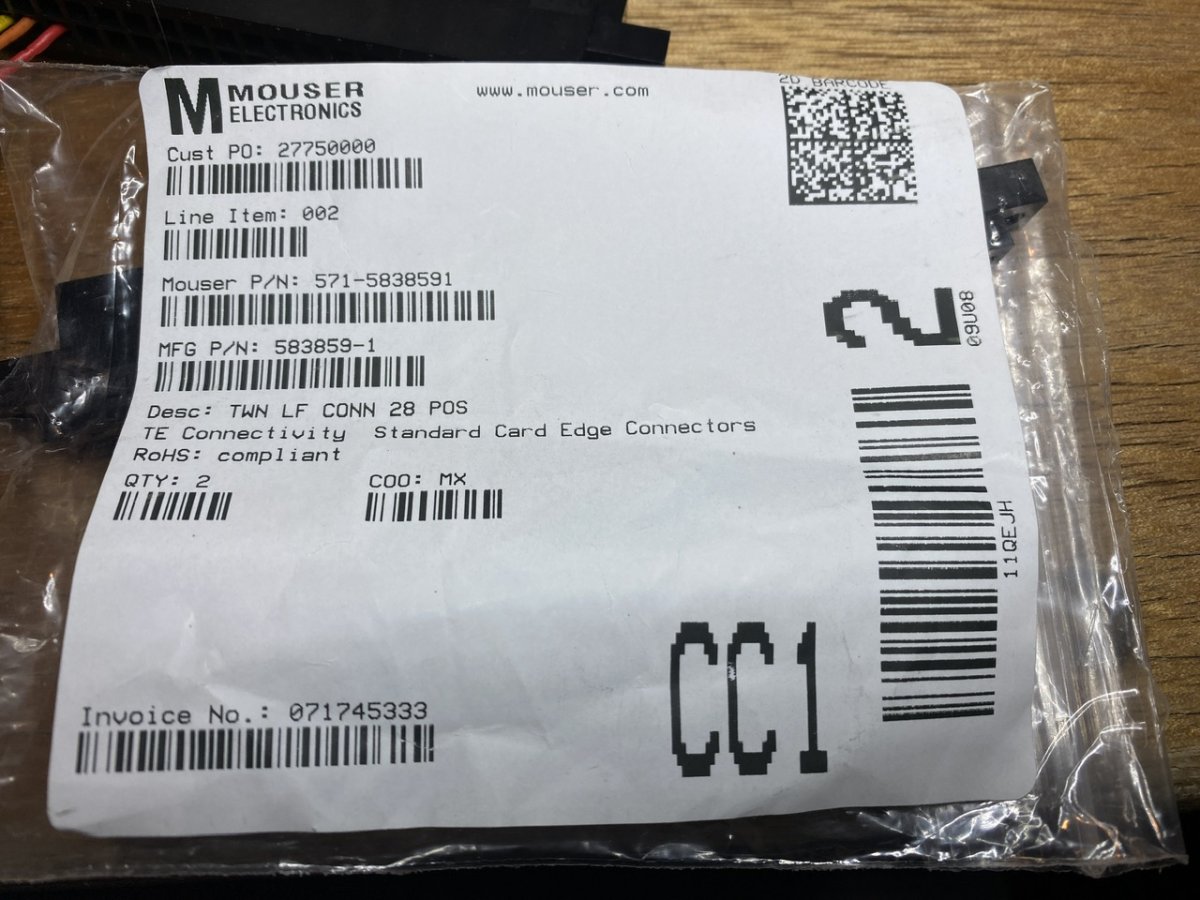 M MOUSER
ELECTRONICS
www.mouser.com
2D BARCODE
Cust PO: 27750000
Line Item: 002
Mouser P/N: 571-5838591
MFG P/N: 583859-1
Desc: TWN LF CONN 28 POS
TE Connectivity Standard Card Edge Connectors
RoHS: compliant
QTY: 2
COO: MX
Invoice No.: 071745333
2
09U08
11QEJH
CC1